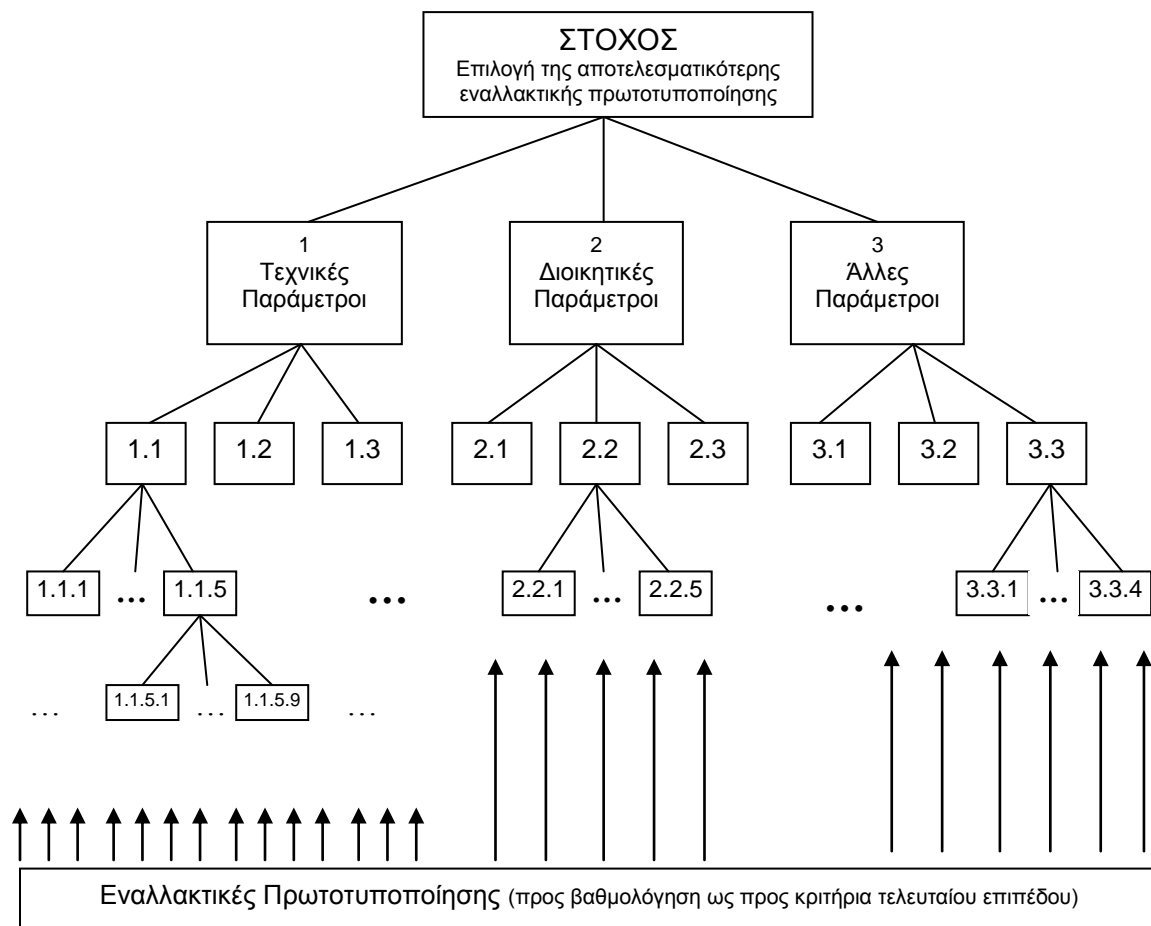 ΣΤΟΧΟΣ
Επιλογή της αποτελεσματικότερης
εναλλακτικής πρωτοτυποποίησης
1
Τεχνικές
Παράμετροι
2
Διοικητικές
Παράμετροι
3
Άλλες
Παράμετροι
1.1
1.2
1.3
2.1
2.2
2.3
3.1
3.2
3.3
1.1.1
...
1.1.5
...
2.2.1
...
2.2.5
...
3.3.1
...
3.3.4
...
1.1.5.1
...
1.1.5.9
...
Εναλλακτικές Πρωτοτυποποίησης (προς βαθμολόγηση ως προς κριτήρια τελευταίου επιπέδου)